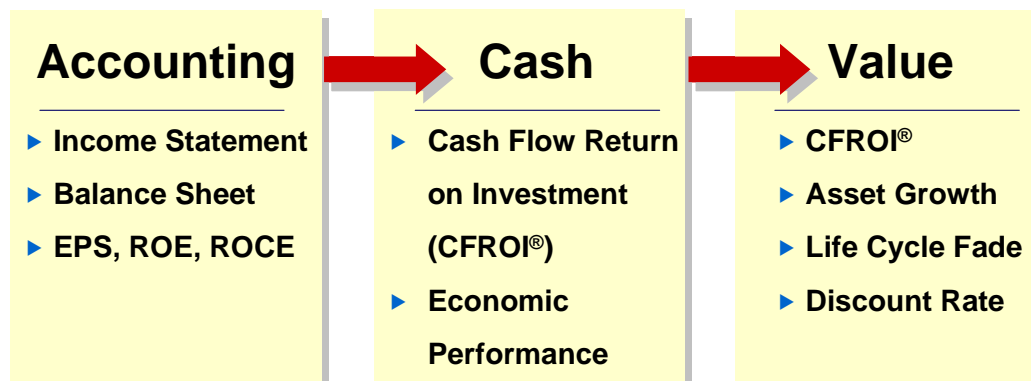 Accounting
Income Statement
Balance Sheet
EPS, ROE, ROCE
Cash
Cash Flow Return
on Investment
(CFROI®)
Economic
Performance
Value
CFROI®
Asset Growth
Life Cycle Fade
Discount Rate